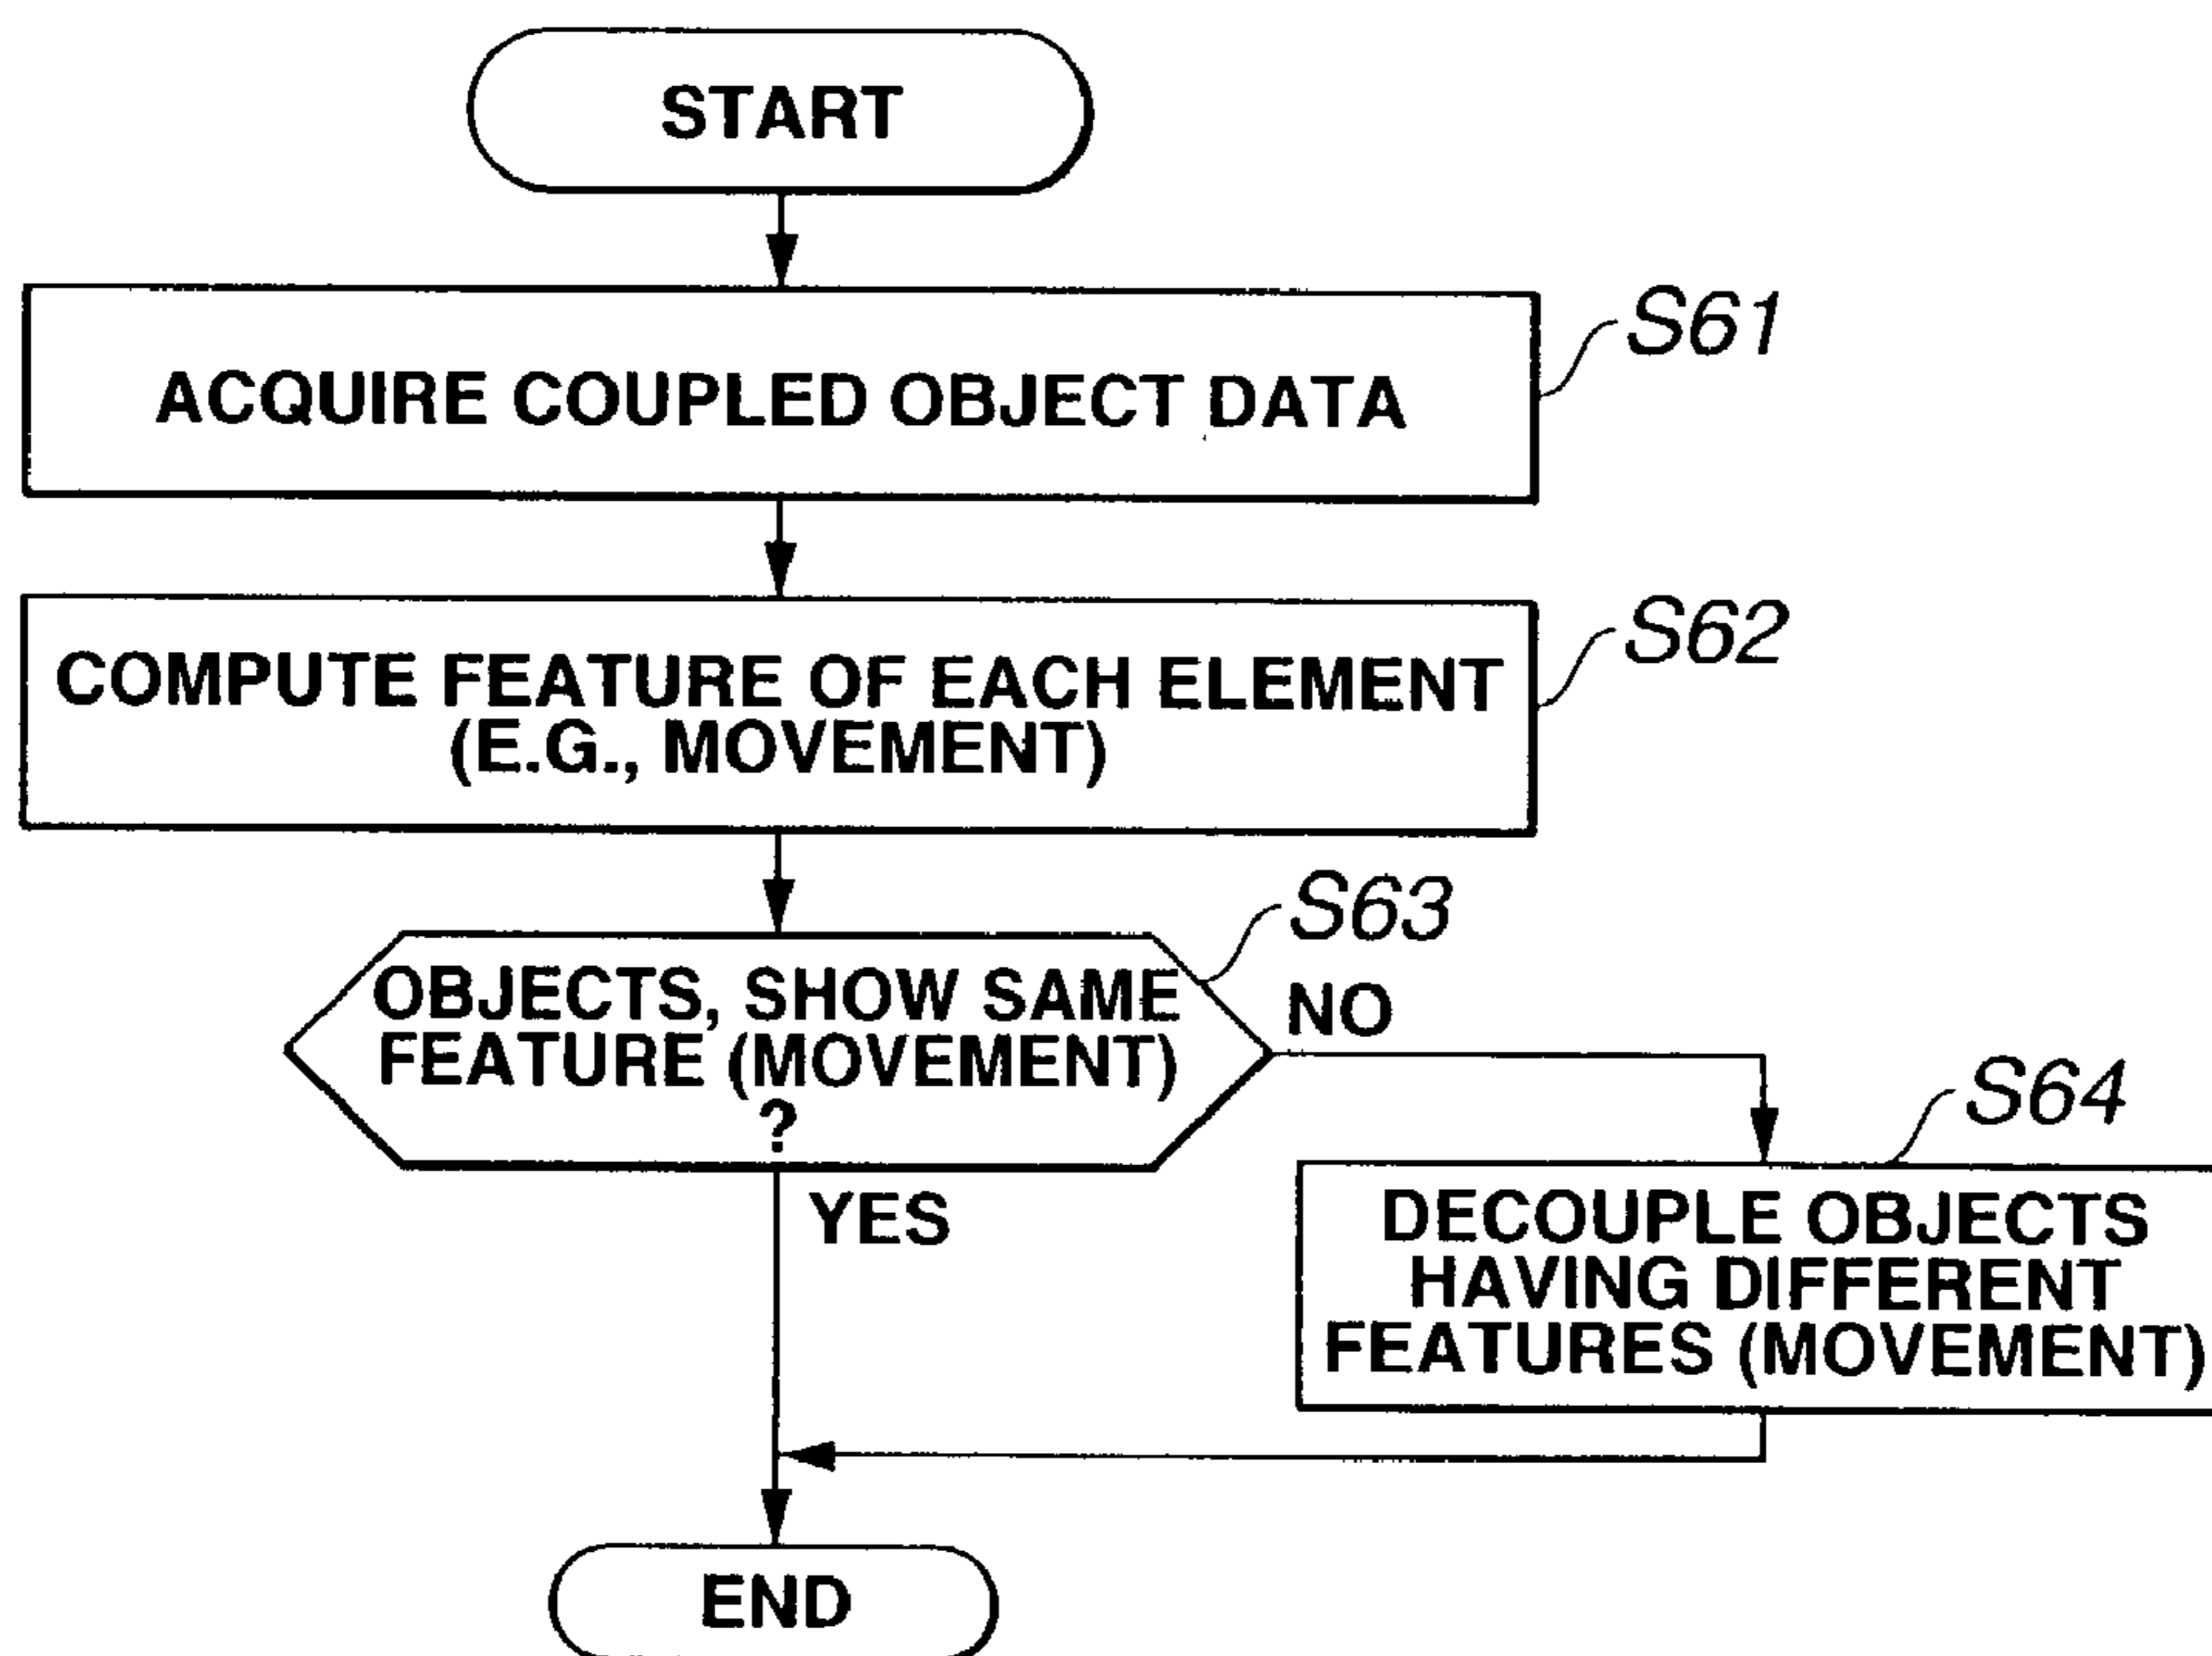 START
ACQUIRE COUPLED OBJECT DATA
S61
COMPUTE FEATURE OF EACH ELEMENT
(E.G., MOVEMENT)
S62
OBJECTS, SHOW SAME
FEATURE (MOVEMENT)
?
S63
NO
YES
S64
DECOUPLE OBJECTS
HAVING DIFFERENT
FEATURES (MOVEMENT)
END